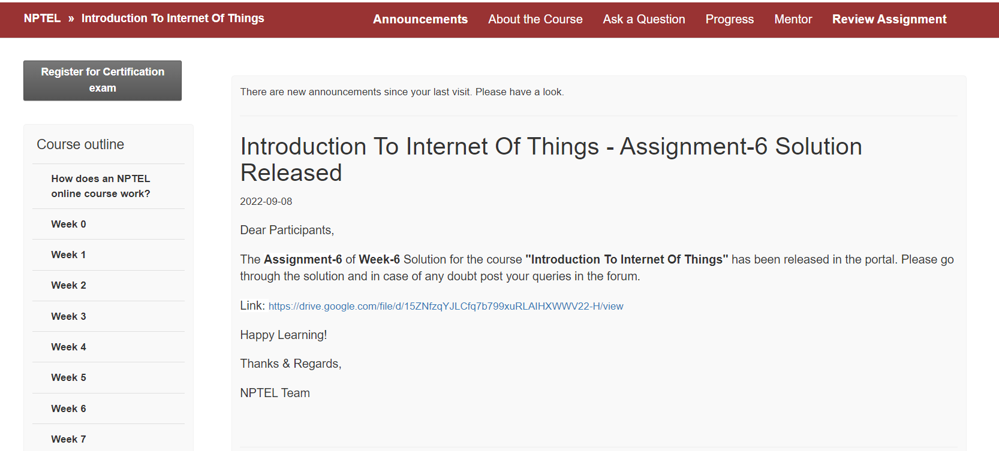 NPTEL » Introduction To Internet Of Things
Announcements About the Course Ask a Question Progress Mentor Review Assignment
Register for Certification
exam
Course outline
How does an NPTEL
online course work?
Week 0
Week 1
Week 2
Week 3
Week 4
Week 5
Week 6
Week 7
There are new announcements since your last visit. Please have a look.
Introduction To Internet Of Things - Assignment-6 Solution
Released
2022-09-08
Dear Participants,
The Assignment-6 of Week-6 Solution for the course "Introduction To Internet Of Things" has been released in the portal. Please go
through the solution and in case of any doubt post your queries in the forum.
Link: https://drive.google.com/file/d/15ZNfzqYJLCfq7b799xuRLAIHXWWV22-H/view
Happy Learning!
Thanks & Regards,
NPTEL Team